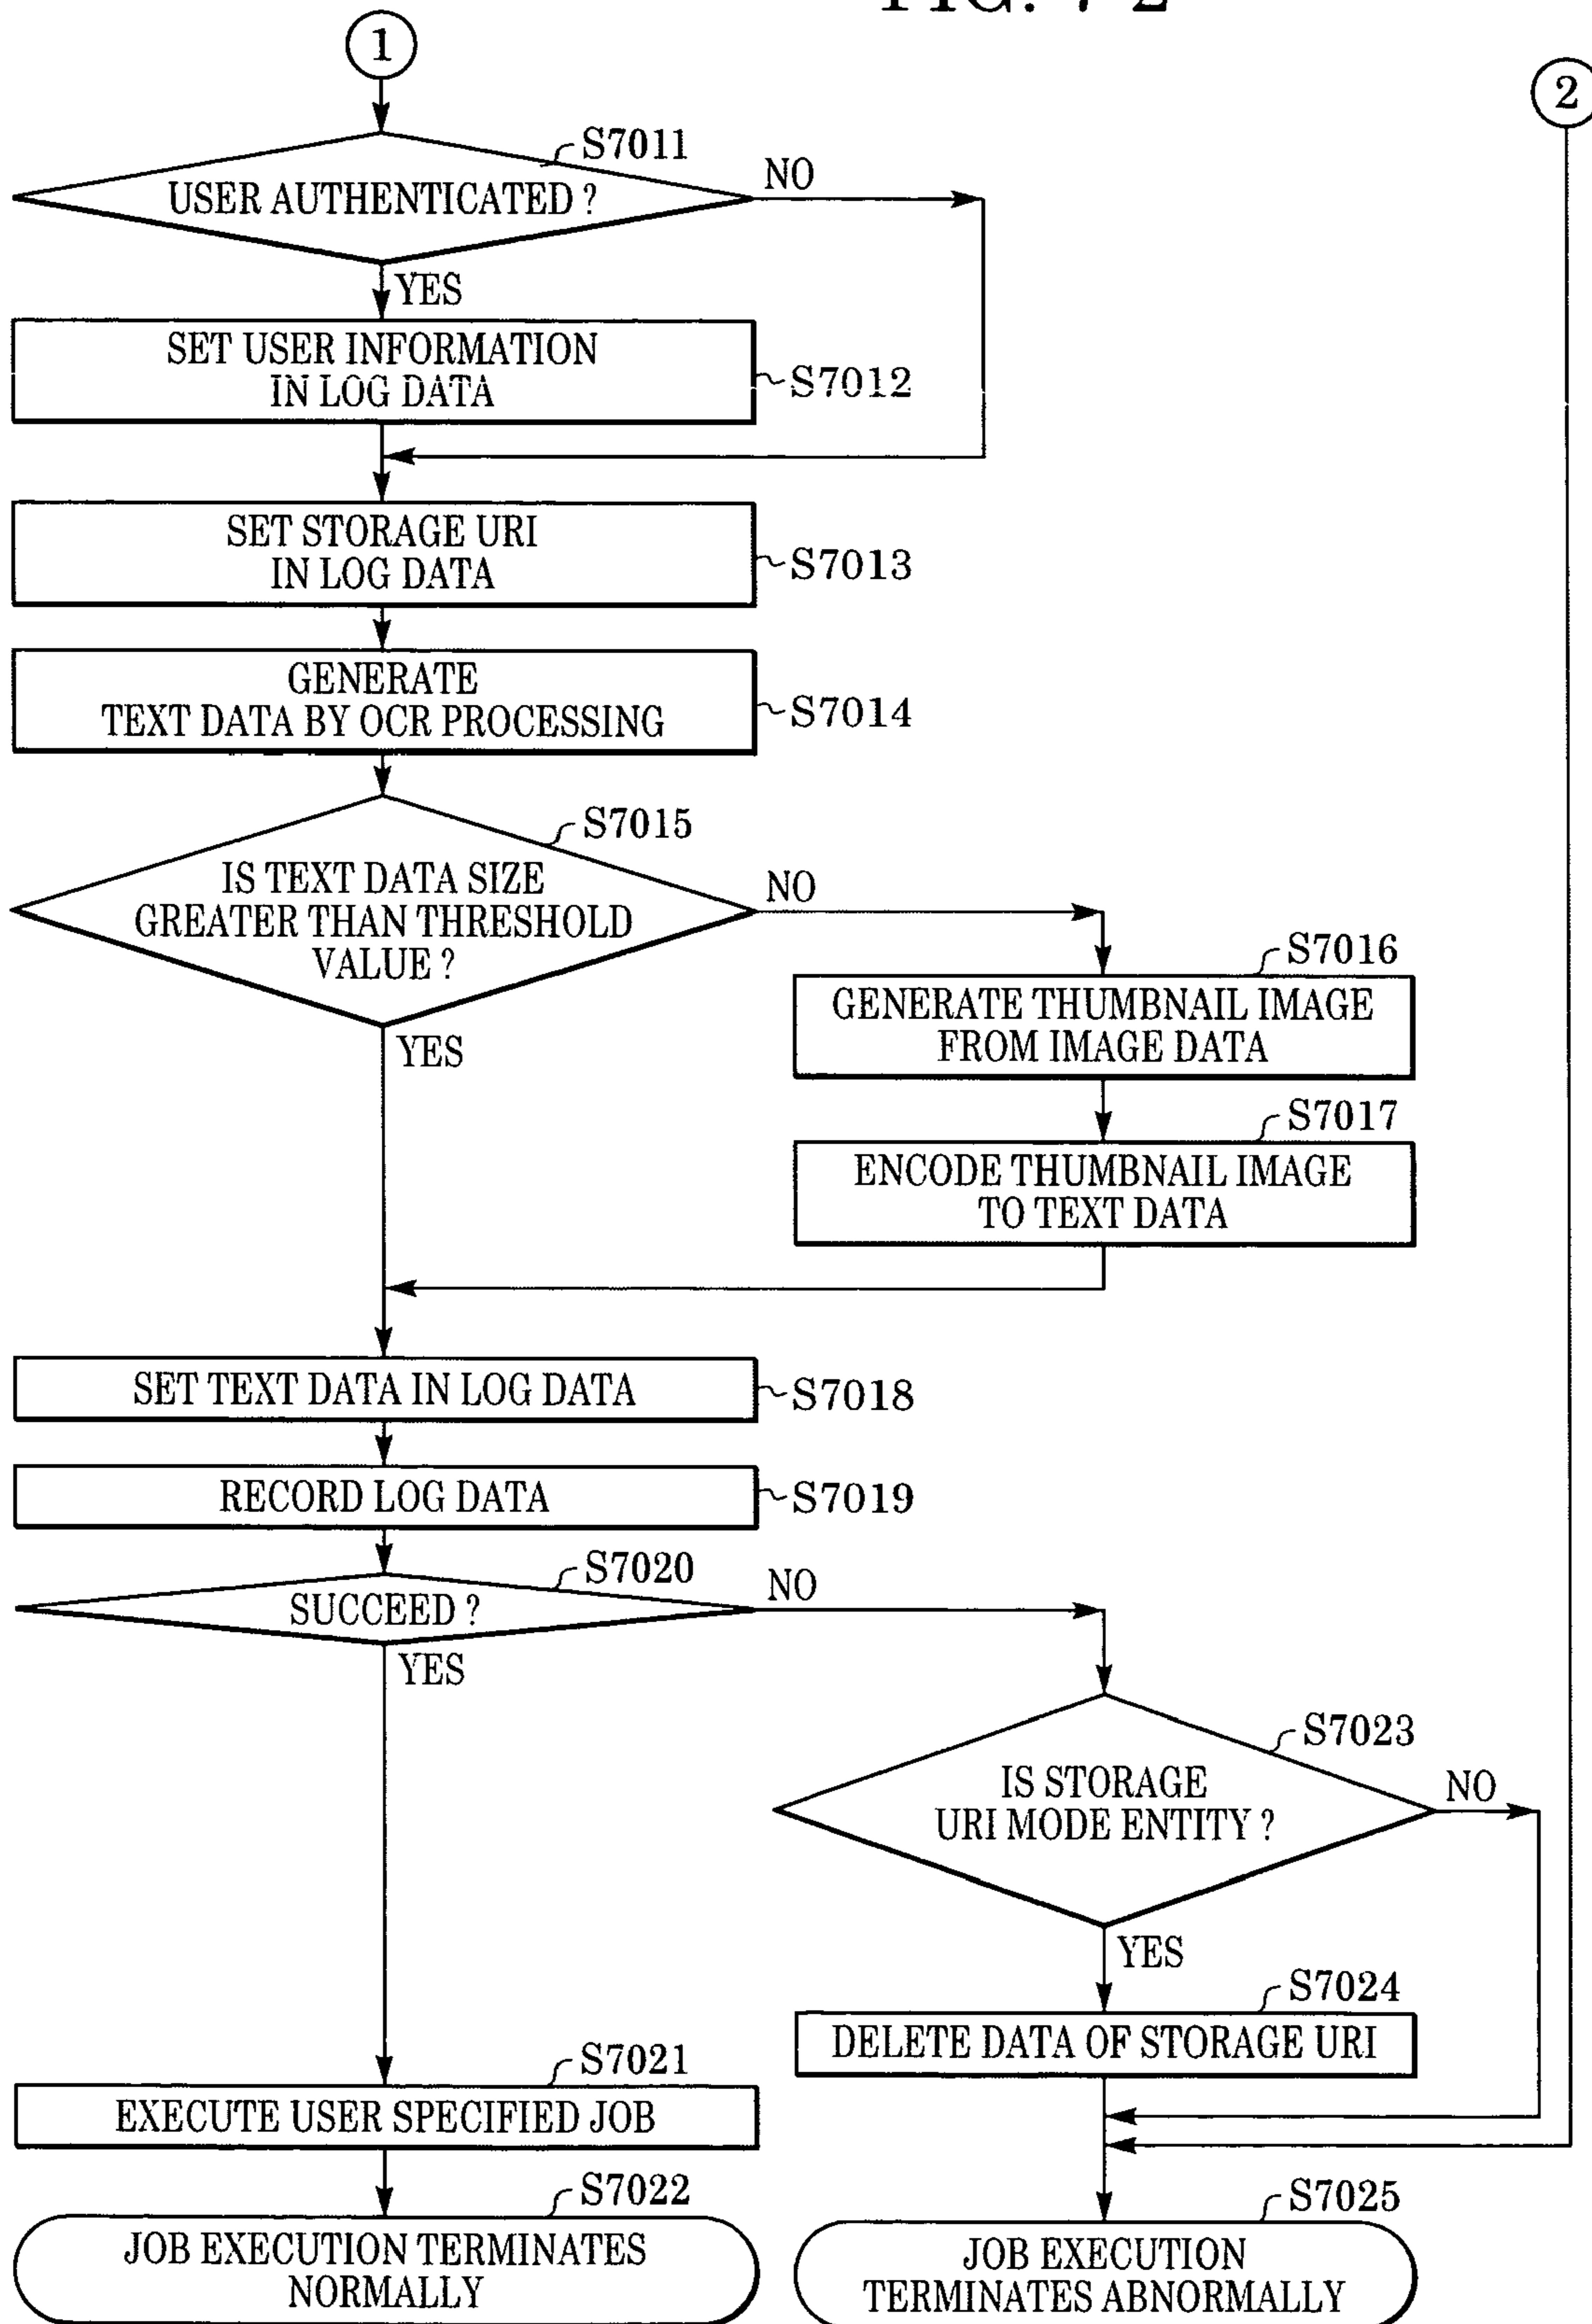 FIG. 7-2
1
2
S7011
USER AUTHENTICATED ?
NO
YES
SET USER INFORMATION
IN LOG DATA
S7012
SET STORAGE URI
IN LOG DATA
S7013
GENERATE
TEXT DATA BY OCR PROCESSING
S7014
S7015
IS TEXT DATA SIZE
GREATER THAN THRESHOLD
VALUE ?
NO
YES
S7016
GENERATE THUMBNAIL IMAGE
FROM IMAGE DATA
S7017
ENCODE THUMBNAIL IMAGE
TO TEXT DATA
SET TEXT DATA IN LOG DATA
S7018
RECORD LOG DATA
S7019
S7020
SUCCEED ?
NO
YES
S7023
IS STORAGE
URI MODE ENTITY ?
NO
YES
S7024
DELETE DATA OF STORAGE URI
S7021
EXECUTE USER SPECIFIED JOB
S7022
JOB EXECUTION TERMINATES
NORMALLY
S7025
JOB EXECUTION
TERMINATES ABNORMALLY